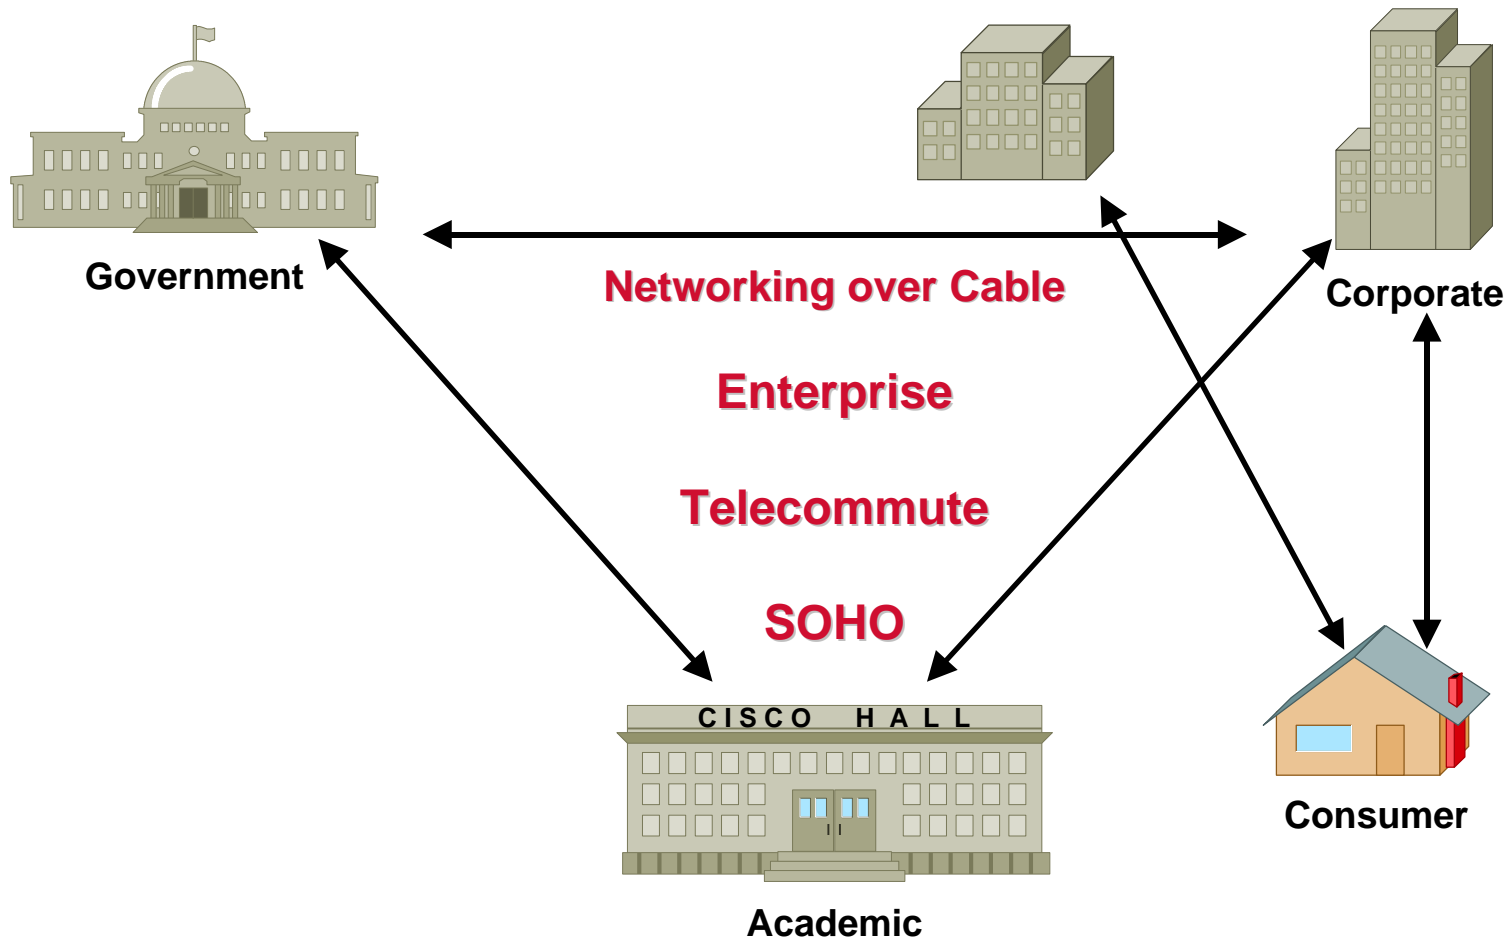 Government
Networking over Cable
Corporate
Enterprise
Telecommute
SOHO
CISCO HALL
Consumer
Academic